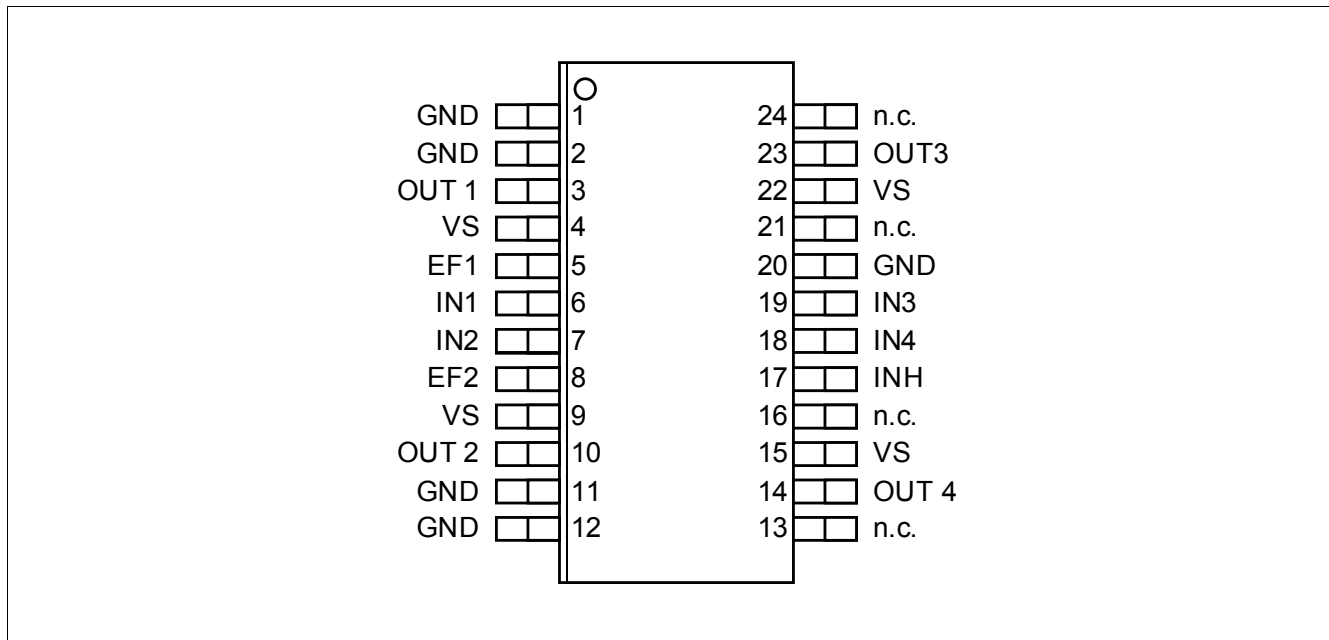 GND 1 24 n.c.
GND 2 23 OUT3
OUT 1 3 22 VS
VS 4 21 n.c.
EF1 5 20 GND
IN1 6 19 IN3
IN2 7 18 IN4
EF2 8 17 INH
VS 9 16 n.c.
OUT 2 10 15 VS
GND 11 14 OUT 4
GND 12 13 n.c.